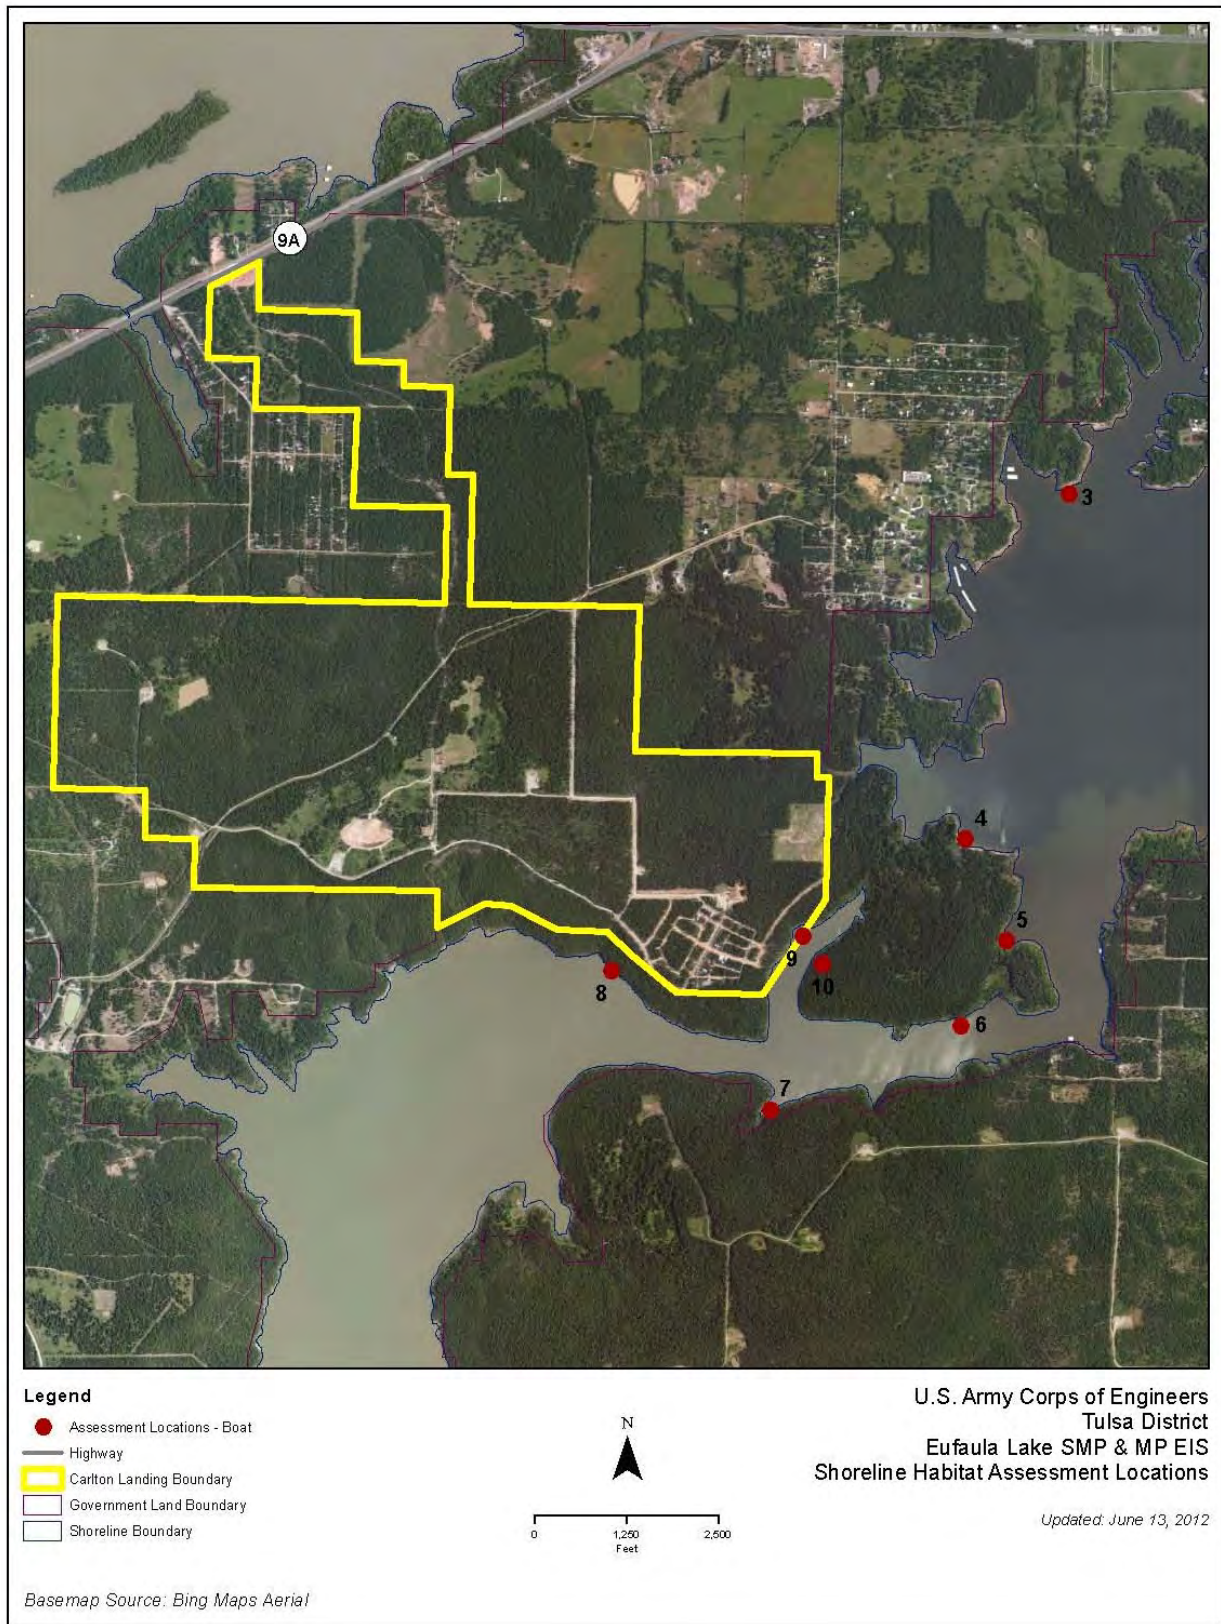 9A
3
4
5
9
10
8
6
7
Legend
Assessment Locations - Boat
Highway
Carlton Landing Boundary
Government Land Boundary
Shoreline Boundary
Basemap Source: Bing Maps Aerial
N
0 1,250 2,500
Feet
U.S. Army Corps of Engineers
Tulsa District
Eufaula Lake SMP & MP EIS
Shoreline Habitat Assessment Locations
Updated: June 13, 2012